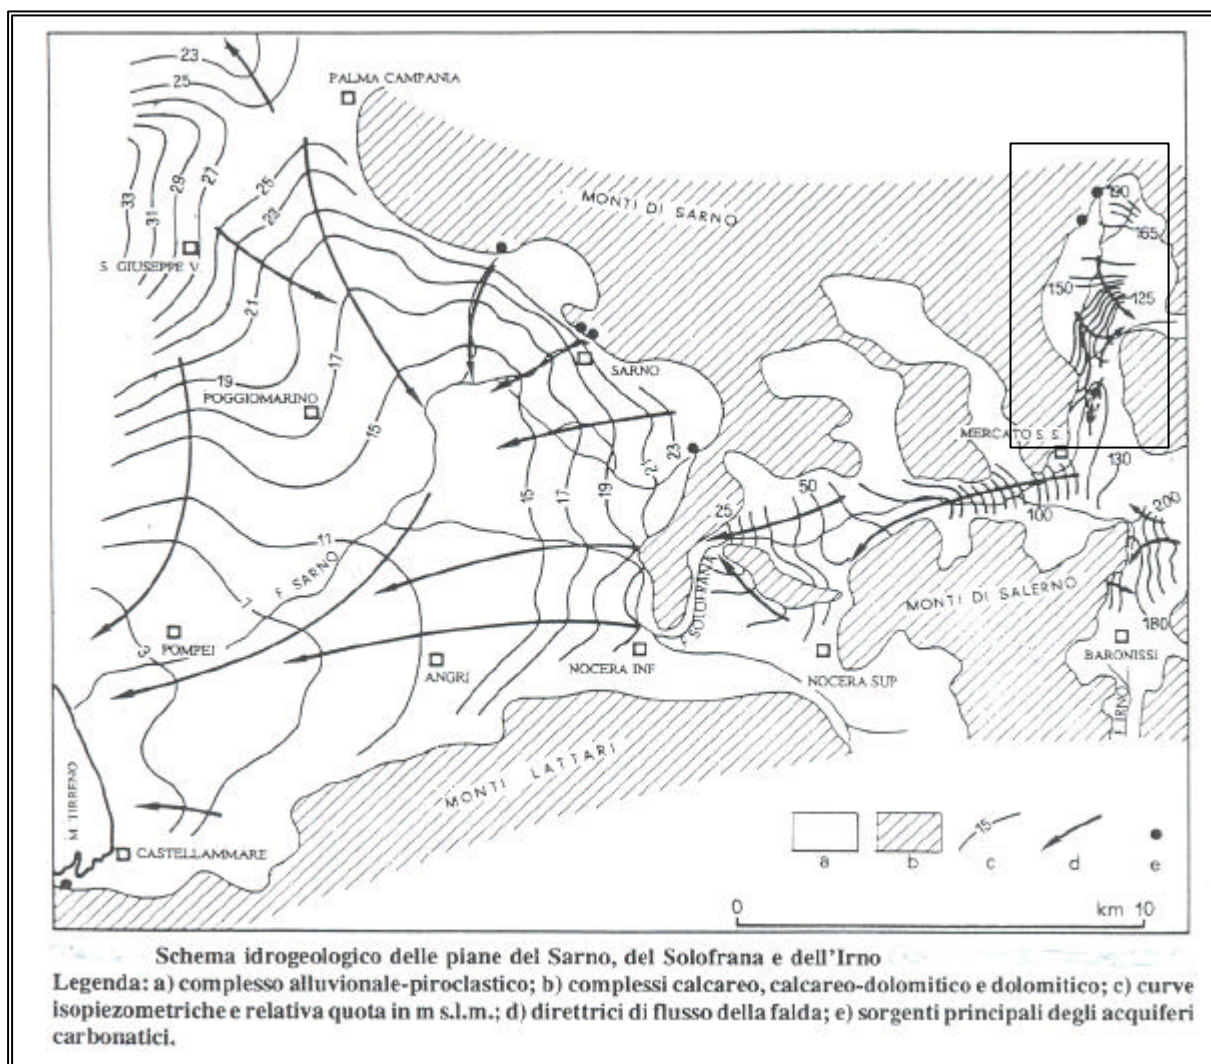 23
25
PALMA CAMPANIA
33
31
29
27
25
23
S. GIUSEPPE V.
21
MONTI DI SARNO
190
165
150
125
17
19
POGGIOMARINO
15
SARNO
MERCATO S. S.
23
21
19
17
15
50
25
100
130
200
11
7
F. SARNO
SOLOFRANA
MONTI DI SALERNO
180
POMPEI
ANGRI
NOCERA INF
NOCERA SUP
BARONISSI
IRNO
MONTI LATTARI
M. TIRRENO
CASTELLAMMARE
15
a b c d e
0 km 10
Schema idrogeologico delle piane del Sarno, del Solofrana e dell'Irno
Legenda: a) complesso alluvionale-piroclastico; b) complessi calcareo, calcareo-dolomitico e dolomitico; c) curve
isopiezometriche e relativa quota in m s.l.m.; d) direttrici di flusso della falda; e) sorgenti principali degli acquiferi
carbonatici.